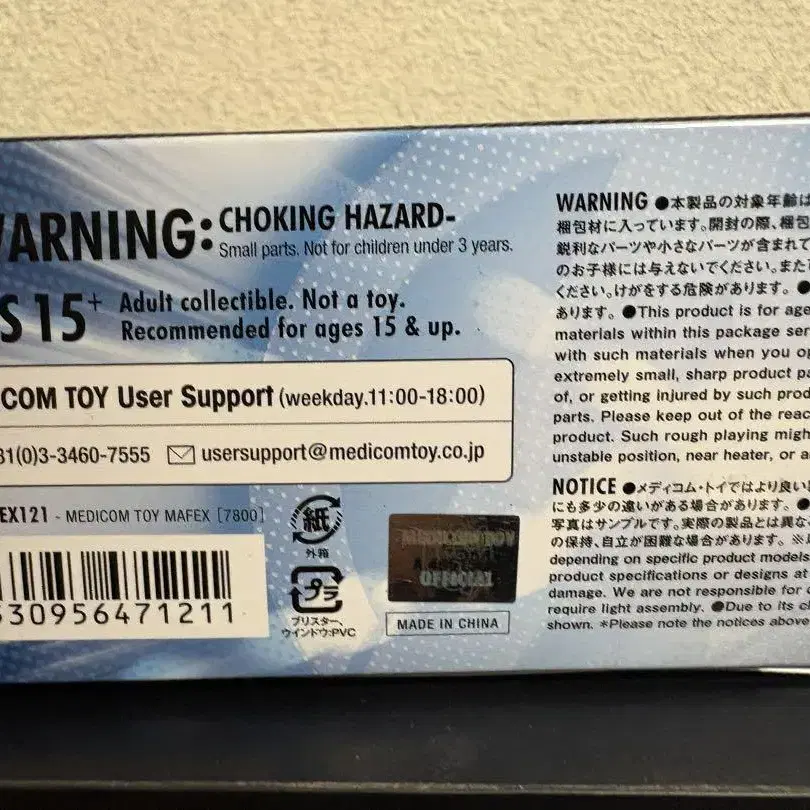 WARNING: CHOKING HAZARD-
Small parts. Not for children under 3 years.
S 15+ Adult collectible. Not a toy.
Recommended for ages 15 & up.
COM TOY User Support (weekday.11:00-18:00)
81(0)3-3460-7555 usersupport@medicomtoy.co.jp
EX121 - MEDICOM TOY MAFEX [7800]
530956471211
紙
外箱
プラ
ブリスター、
ウインドウ:PVC
MEDICOM TOY
OFFICIAL
MADE IN CHINA
WARNING ●本製品の対象年齢は
梱包材に入っています。開封の際、梱包
鋭利なパーツや小さなパーツが含まれて
のお子様には与えないでください。また
ください。けがをする危険があります。●
あります。●This product is for age
materials within this package ser
with such materials when you op
extremely small, sharp product pa
of, or getting injured by such prod
parts. Please keep out of the reac
product. Such rough playing migh
unstable position, near heater, or a
NOTICE ●メディコム・トイではより良い
にも多少の違いがある場合があります。●
写真はサンプルです。実際の製品とは異な
の保持、自立が困難な場合があります。※
depending on specific product models
product specifications or designs at
damage. We are not responsible for
require light assembly. ●Due to its c
shown. *Please note the notices above